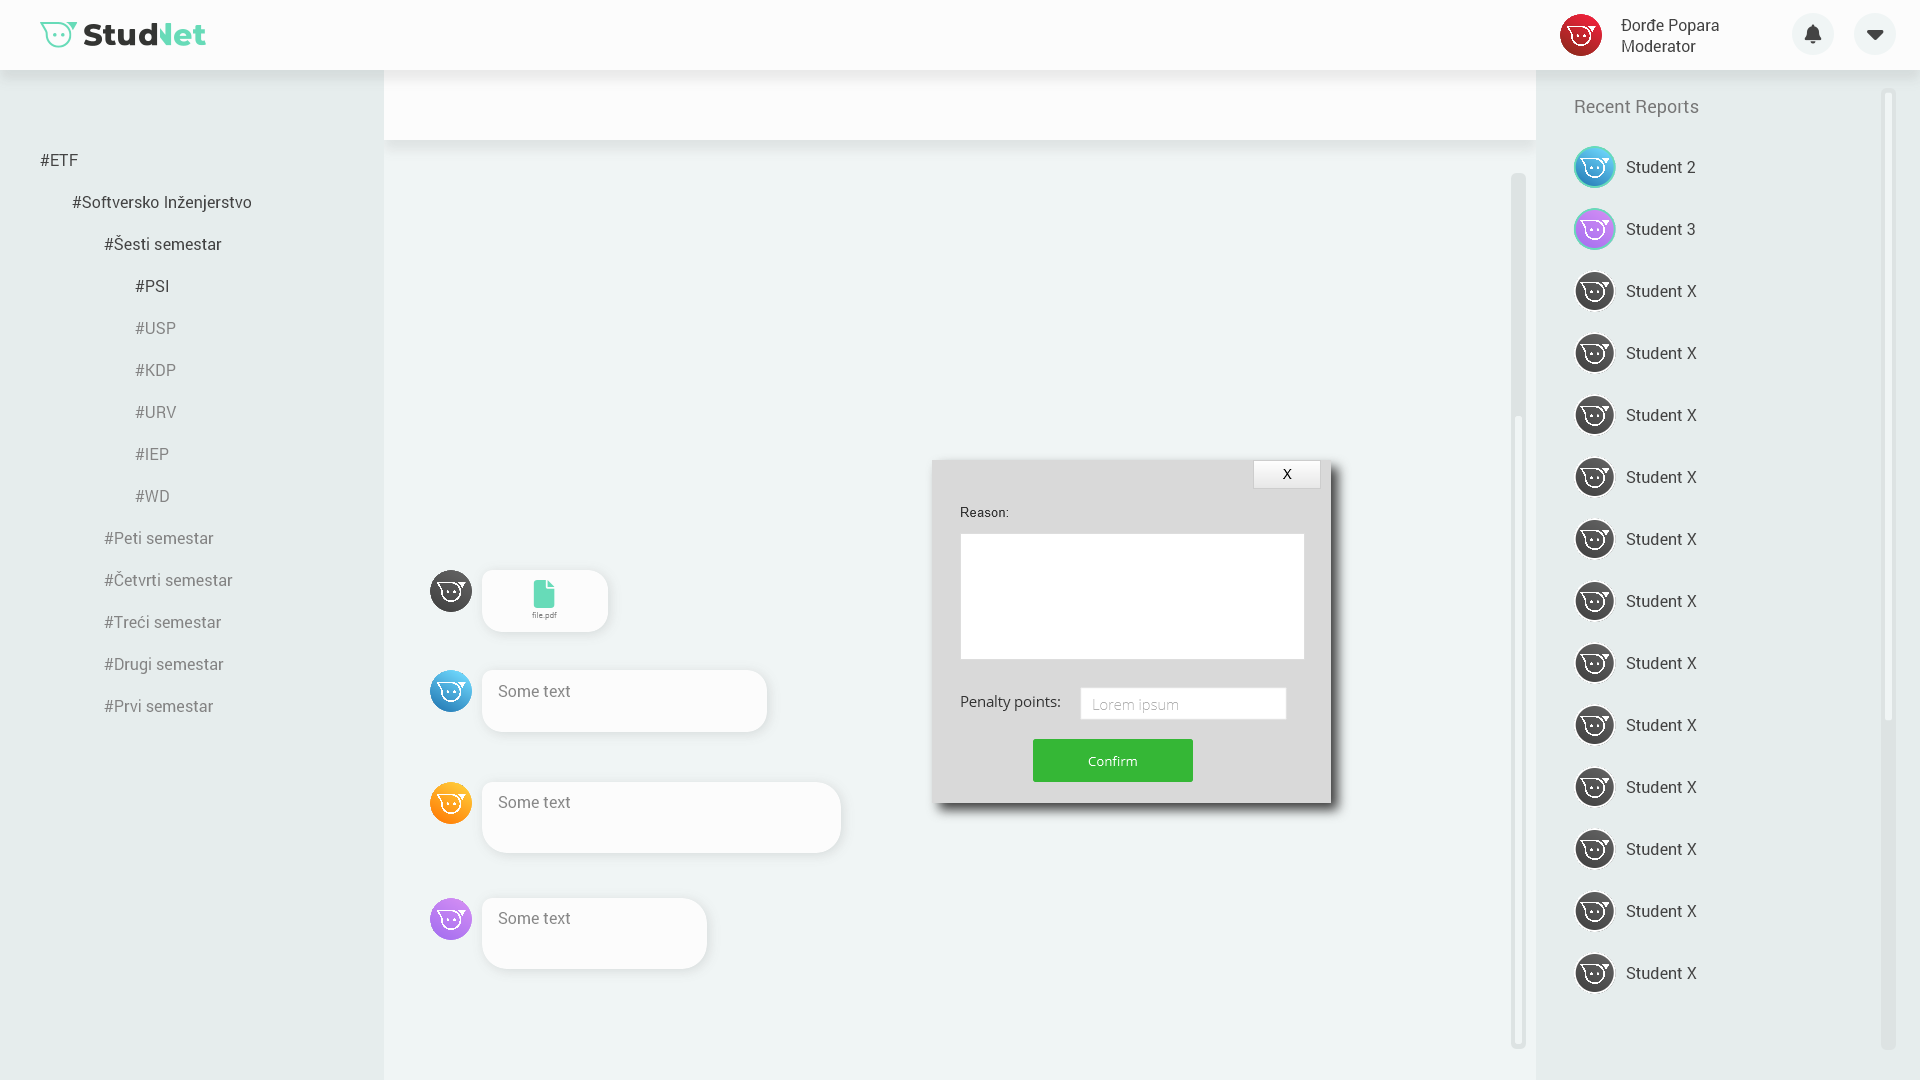 StudNet
Đorđe Popara
Moderator
#ETF
#Softversko Inženjerstvo
#Šesti semestar
#PSI
#USP
#KDP
#URV
#IEP
#WD
#Peti semestar
#Četvrti semestar
#Treći semestar
#Drugi semestar
#Prvi semestar
file.pdf
Some text
Some text
Some text
X
Reason:
Penalty points:
Lorem ipsum
Confirm
Recent Reports
Student 2
Student 3
Student X
Student X
Student X
Student X
Student X
Student X
Student X
Student X
Student X
Student X
Student X
Student X